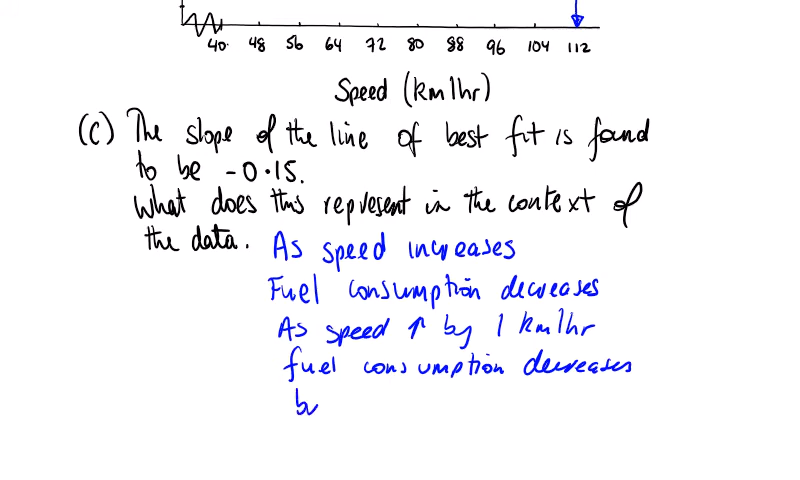 40 48 56 64 72 80 88 96 104 112
Speed (km/hr)
(C) The slope of the line of best fit is found
to be -0.15.
What does this represent in the context of
the data. As speed increases
Fuel consumption decreases
As speed ↑ by 1 km/hr
fuel consumption decreases
by